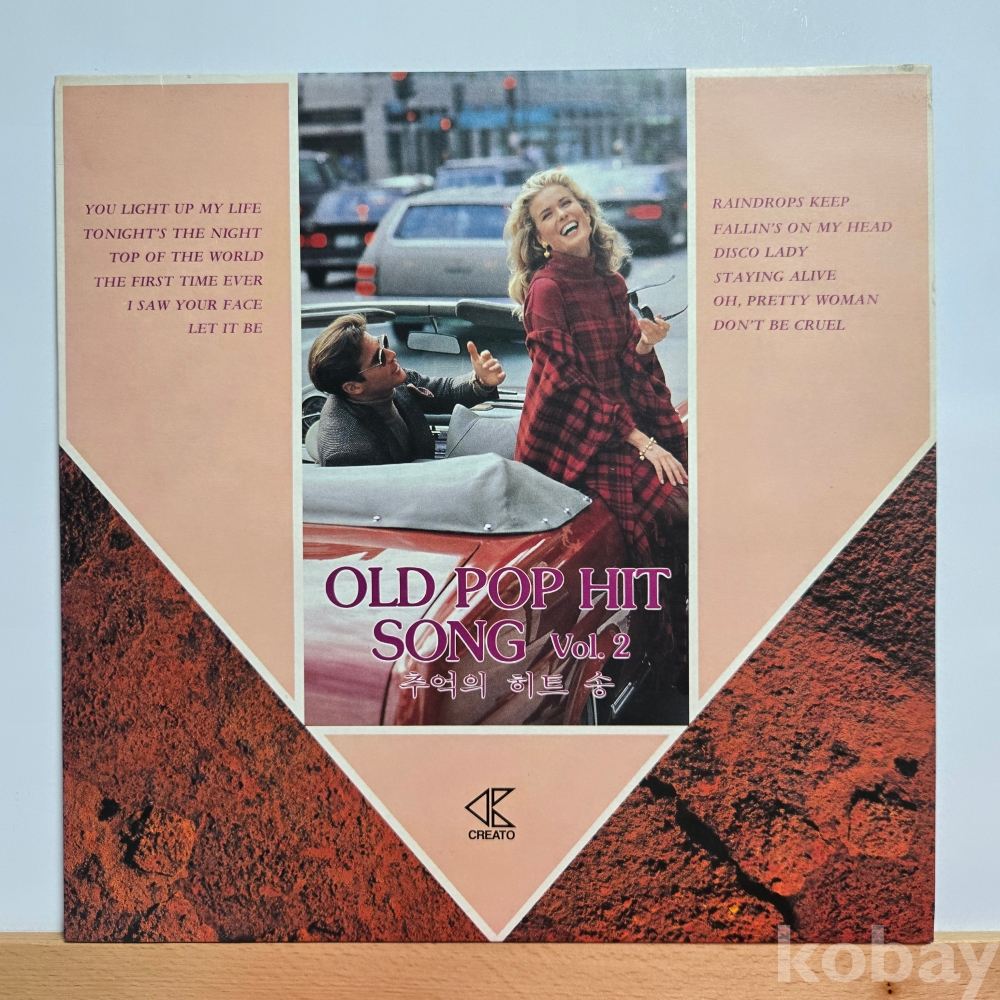 YOU LIGHT UP MY LIFE
TONIGHT'S THE NIGHT
TOP OF THE WORLD
THE FIRST TIME EVER
I SAW YOUR FACE
LET IT BE
RAINDROPS KEEP
FALLIN'S ON MY HEAD
DISCO LADY
STAYING ALIVE
OH, PRETTY WOMAN
DON'T BE CRUEL
OLD POP HIT
SONG Vol. 2
추억의 히트 송
CREATO
kobay